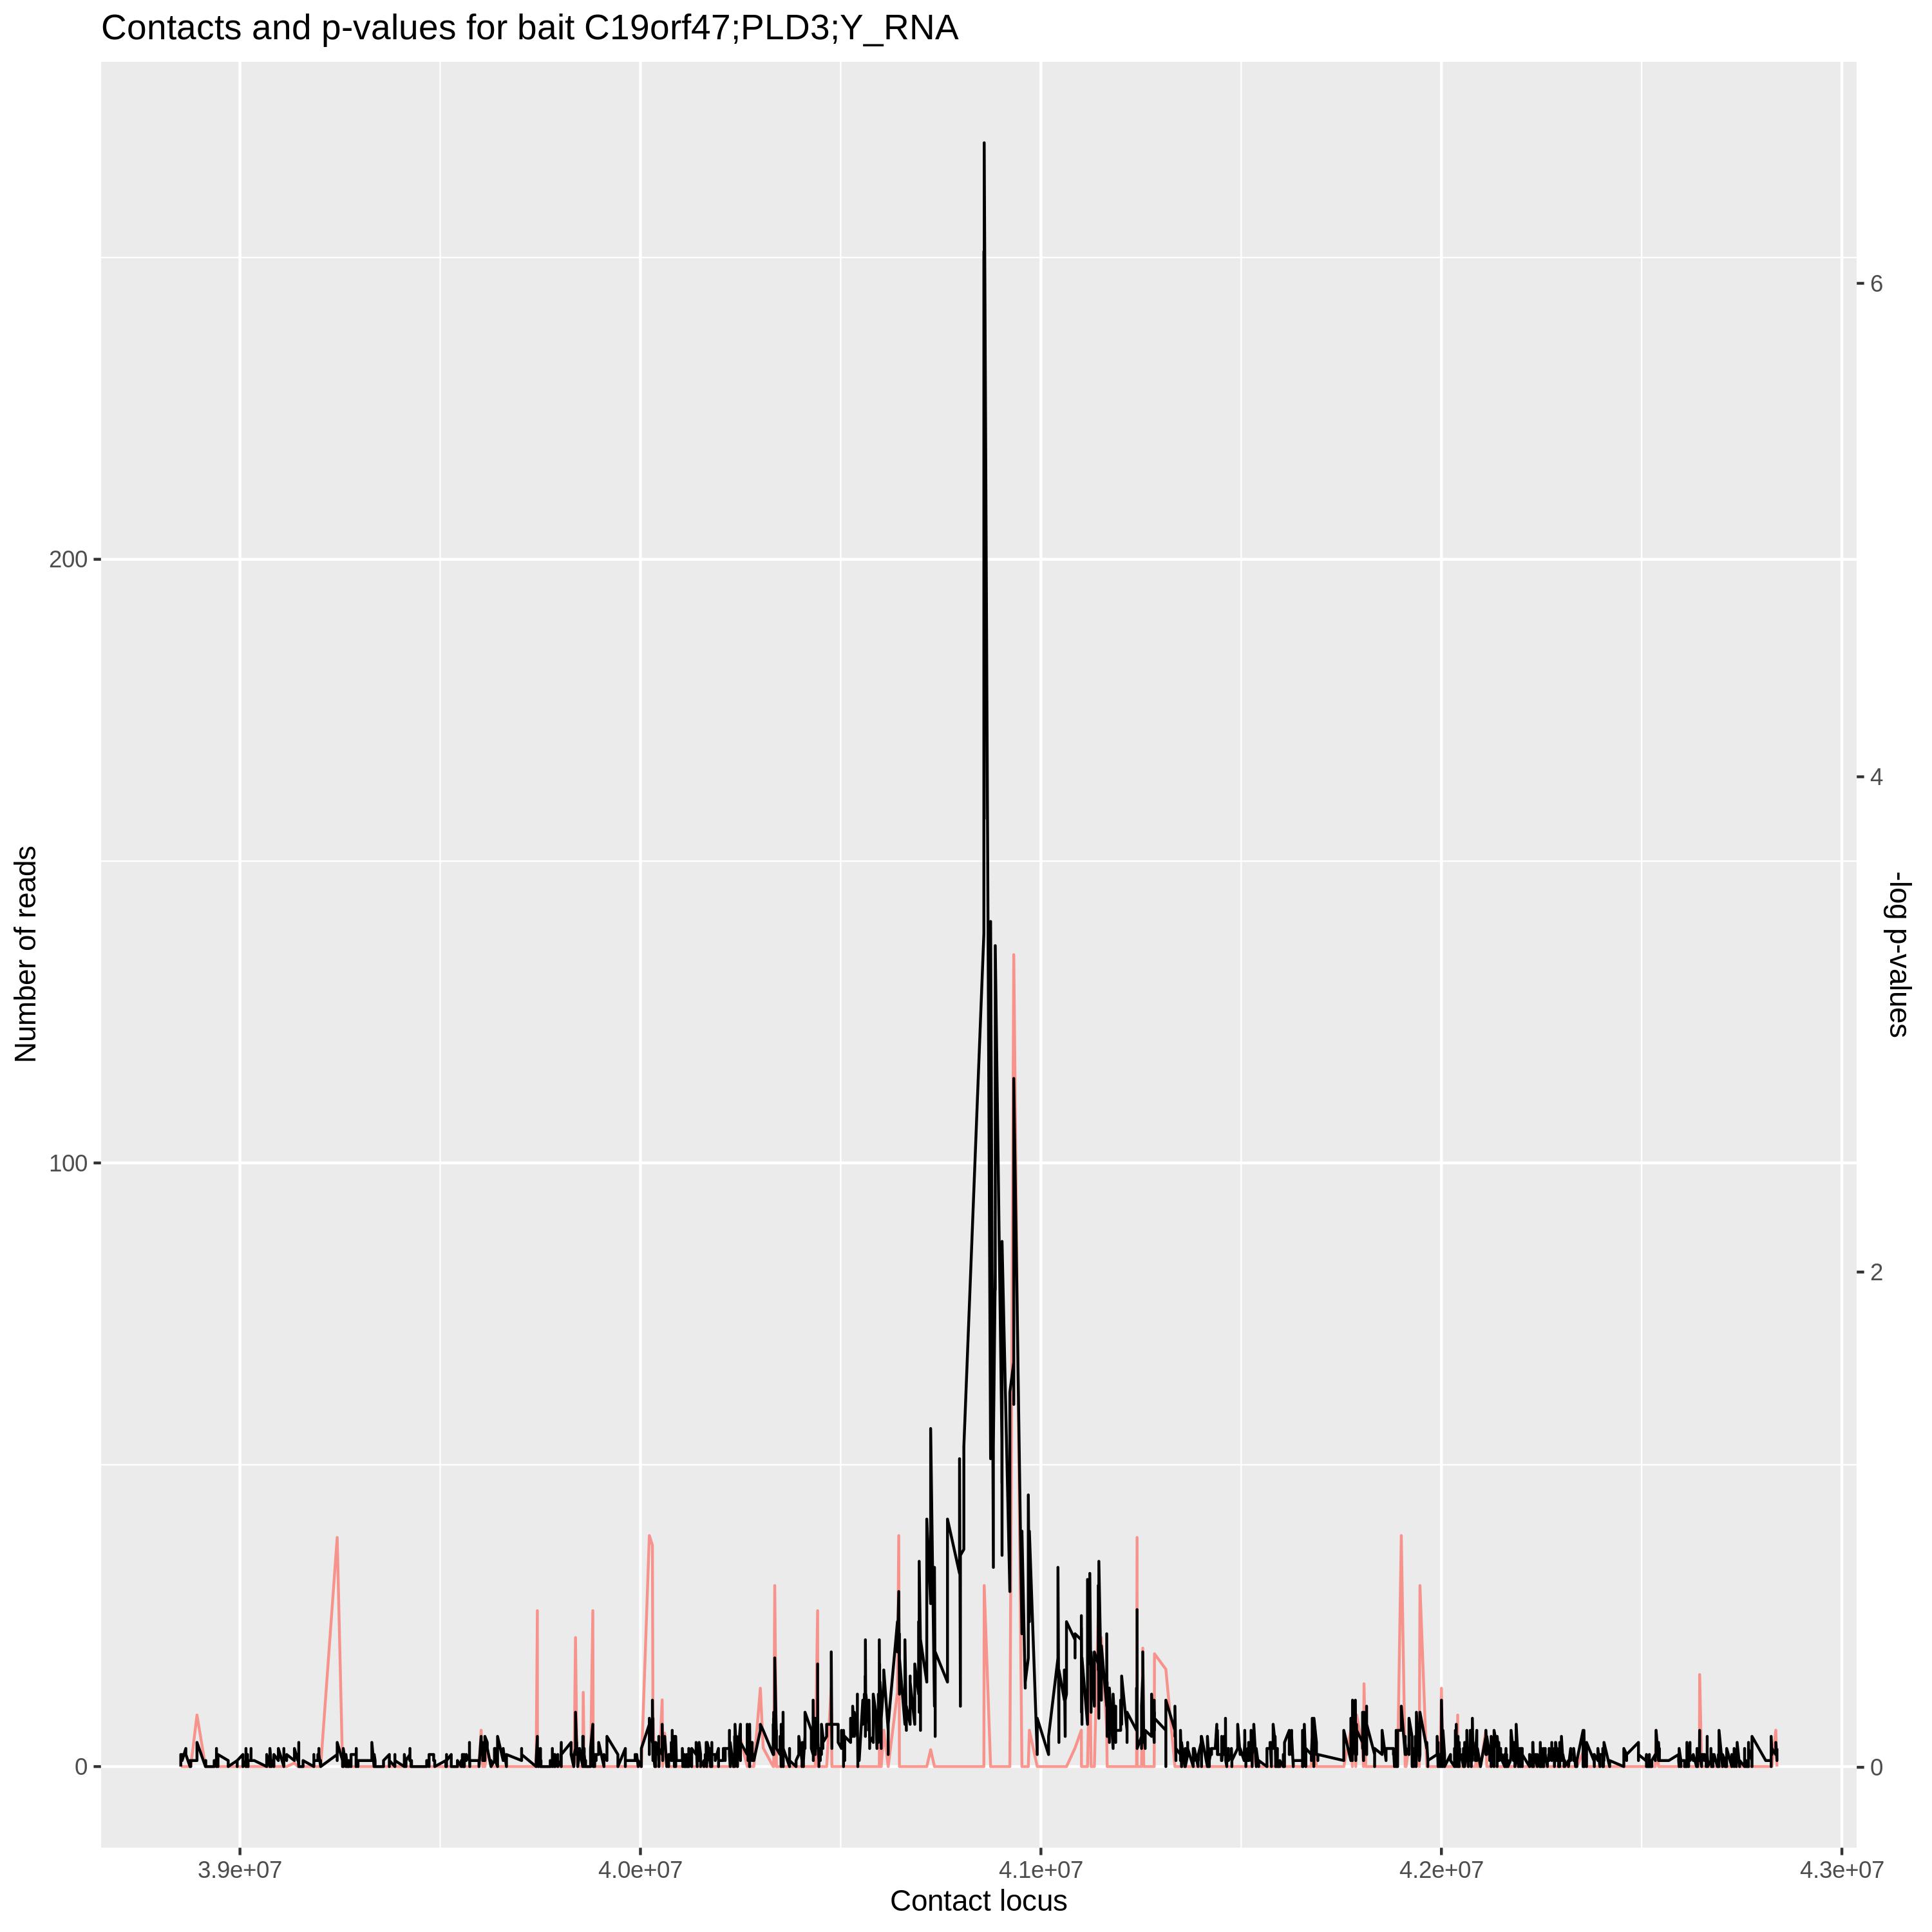 Contacts and p-values for bait C19orf47;PLD3;Y_RNA
Number of reads
200
100
0
6
4
2
0
-log p-values
3.9e+07 4.0e+07 4.1e+07 4.2e+07 4.3e+07
Contact locus